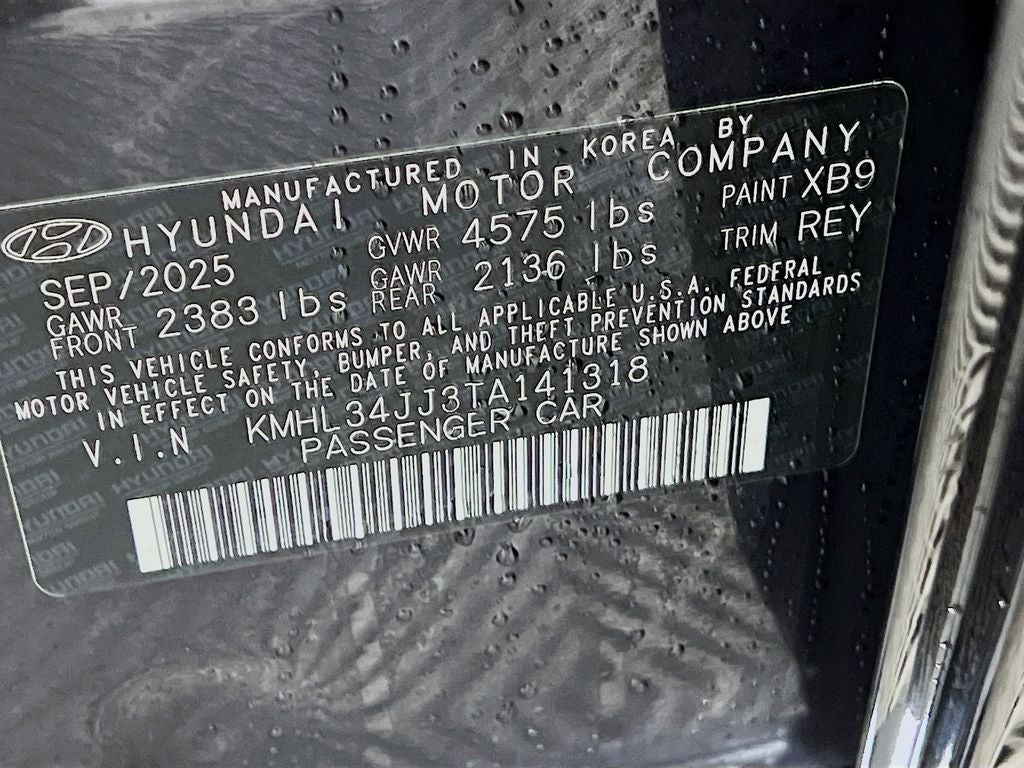 MANUFACTURED IN KOREA BY
HYUNDAI MOTOR COMPANY
SEP/2025 GVWR 4575 lbs PAINT XB9
GAWR FRONT 2383 lbs GAWR REAR 2136 lbs TRIM REY
THIS VEHICLE CONFORMS TO ALL APPLICABLE U.S.A. FEDERAL
MOTOR VEHICLE SAFETY, BUMPER, AND THEFT PREVENTION STANDARDS
IN EFFECT ON THE DATE OF MANUFACTURE SHOWN ABOVE
V.I.N KMHL34JJ3TA141318
PASSENGER CAR